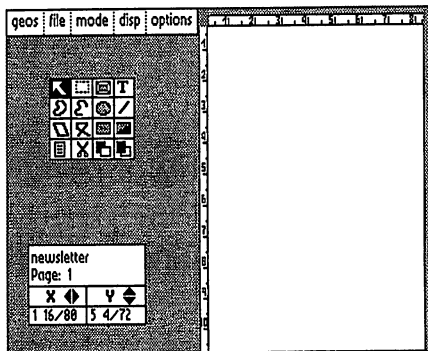 geos file mode disp options
T
newsletter
Page: 1
X Y
1 16/80 5 4/72